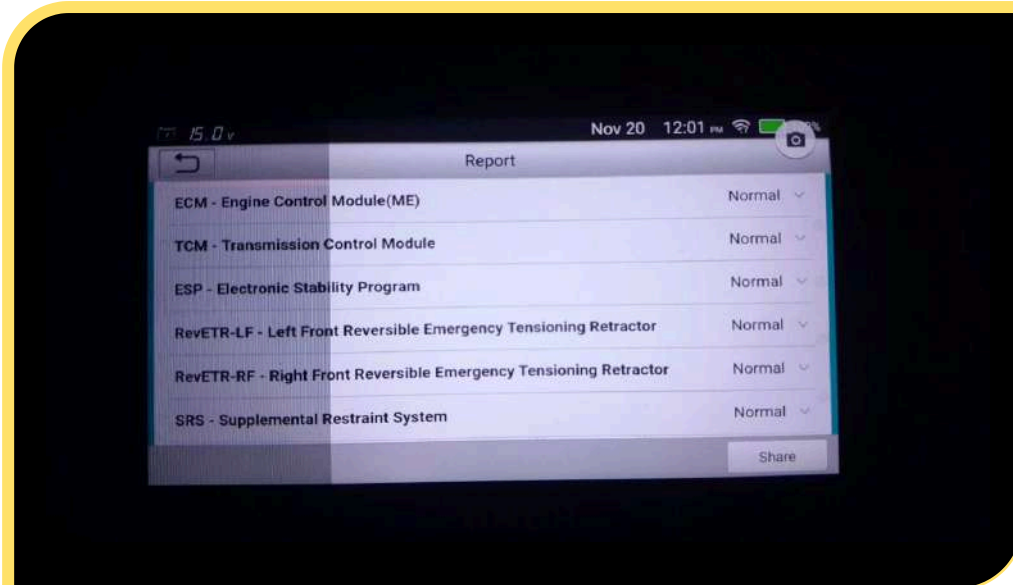 15.0 v Nov 20 12:01 PM
Report
ECM - Engine Control Module(ME) Normal
TCM - Transmission Control Module Normal
ESP - Electronic Stability Program Normal
RevETR-LF - Left Front Reversible Emergency Tensioning Retractor Normal
RevETR-RF - Right Front Reversible Emergency Tensioning Retractor Normal
SRS - Supplemental Restraint System Normal
Share